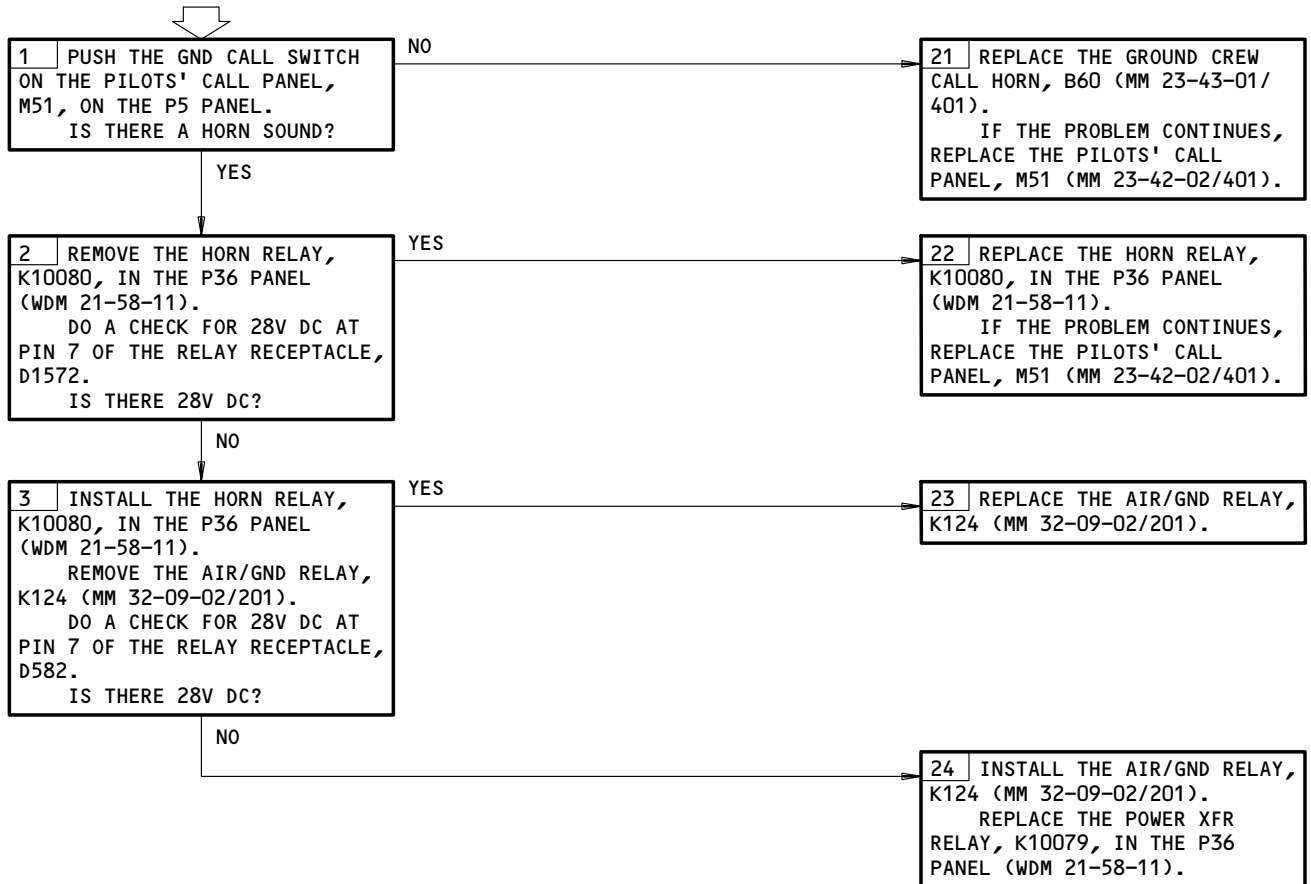 1 PUSH THE GND CALL SWITCH
ON THE PILOTS' CALL PANEL,
M51, ON THE P5 PANEL.
IS THERE A HORN SOUND?
NO
21 REPLACE THE GROUND CREW
CALL HORN, B60 (MM 23-43-01/
401).
IF THE PROBLEM CONTINUES,
REPLACE THE PILOTS' CALL
PANEL, M51 (MM 23-42-02/401).
YES
2 REMOVE THE HORN RELAY,
K10080, IN THE P36 PANEL
(WDM 21-58-11).
DO A CHECK FOR 28V DC AT
PIN 7 OF THE RELAY RECEPTACLE,
D1572.
IS THERE 28V DC?
YES
22 REPLACE THE HORN RELAY,
K10080, IN THE P36 PANEL
(WDM 21-58-11).
IF THE PROBLEM CONTINUES,
REPLACE THE PILOTS' CALL
PANEL, M51 (MM 23-42-02/401).
NO
3 INSTALL THE HORN RELAY,
K10080, IN THE P36 PANEL
(WDM 21-58-11).
REMOVE THE AIR/GND RELAY,
K124 (MM 32-09-02/201).
DO A CHECK FOR 28V DC AT
PIN 7 OF THE RELAY RECEPTACLE,
D582.
IS THERE 28V DC?
YES
23 REPLACE THE AIR/GND RELAY,
K124 (MM 32-09-02/201).
NO
24 INSTALL THE AIR/GND RELAY,
K124 (MM 32-09-02/201).
REPLACE THE POWER XFR
RELAY, K10079, IN THE P36
PANEL (WDM 21-58-11).